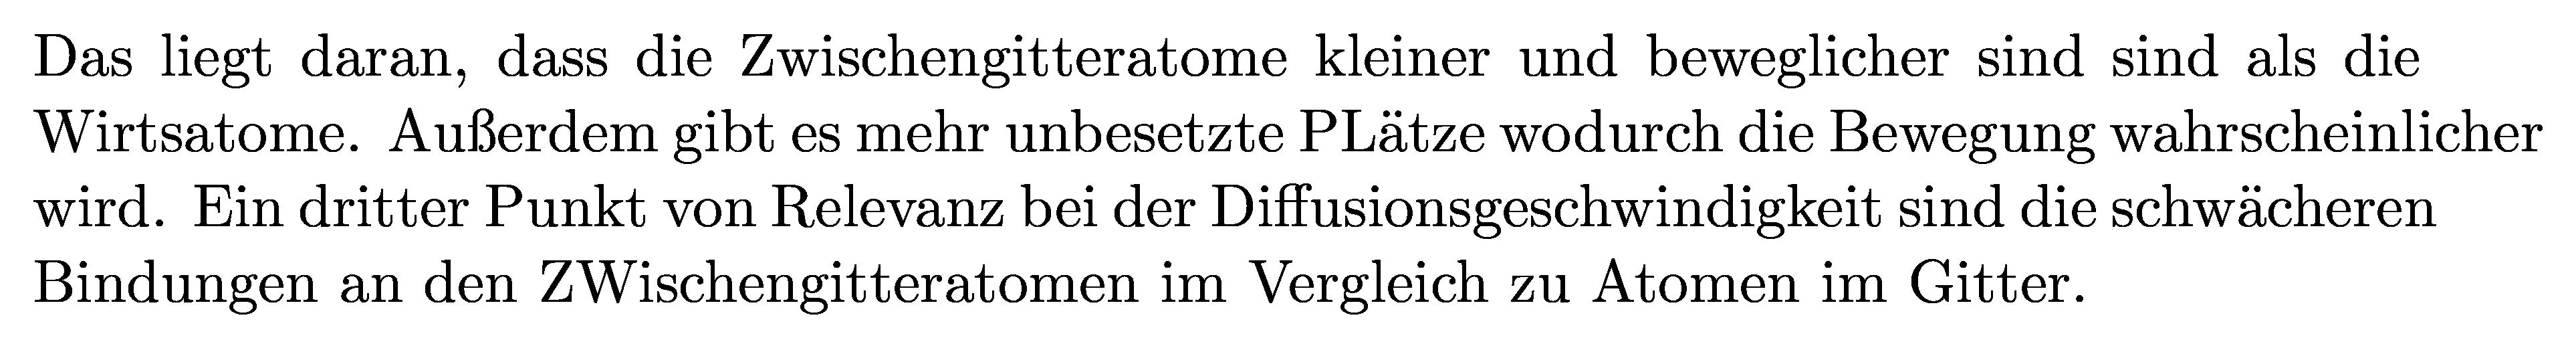 Das liegt daran, dass die Zwischengitteratome kleiner und beweglicher sind sind als die
Wirtsatome. Außerdem gibt es mehr unbesetzte PLätze wodurch die Bewegung wahrscheinlicher
wird. Ein dritter Punkt von Relevanz bei der Diffusionsgeschwindigkeit sind die schwächeren
Bindungen an den ZWischengitteratomen im Vergleich zu Atomen im Gitter.